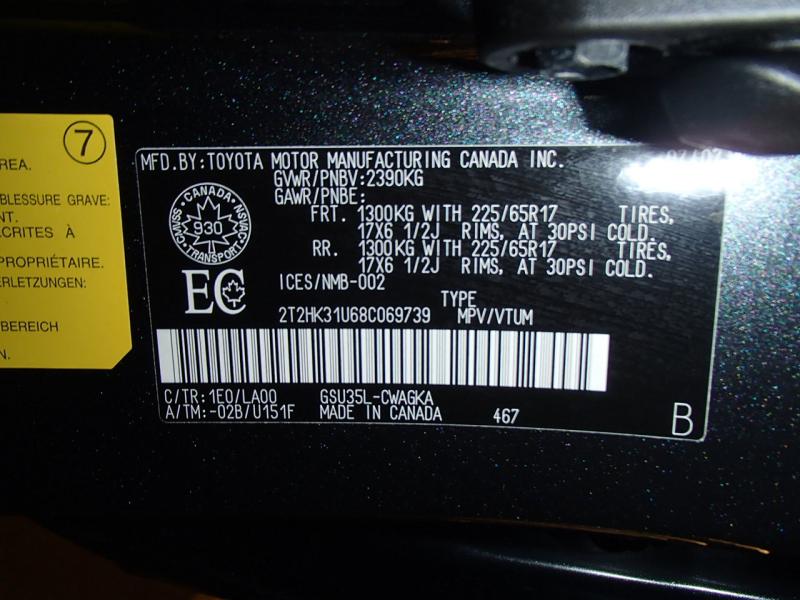 7
REA.
BLESSURE GRAVE:
NT.
CRITES À
PROPRIÉTAIRE.
ERLETZUNGEN:
BEREICH
N.
MFD.BY:TOYOTA MOTOR MANUFACTURING CANADA INC.
GVWR/PNBV:2390KG
GAWR/PNBE:
FRT. 1300KG WITH 225/65R17 TIRES,
17X6 1/2J RIMS, AT 30PSI COLD.
RR. 1300KG WITH 225/65R17 TIRES,
17X6 1/2J RIMS, AT 30PSI COLD.
CANADA
CMVSS NSVAC
930
TRANSPORT
EC
ICES/NMB-002
TYPE
2T2HK31U68C069739 MPV/VTUM
C/TR:1E0/LA00 GSU35L-CWAGKA
A/TM:-02B/U151F MADE IN CANADA 467
B